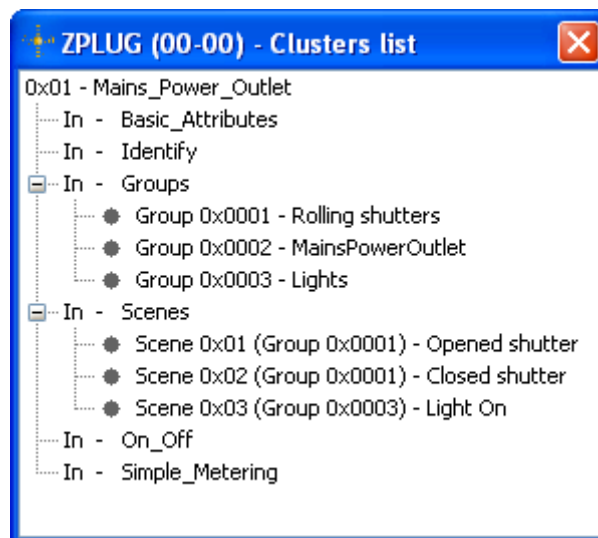 ZPLUG (00-00) - Clusters list
0x01 - Mains_Power_Outlet
In - Basic_Attributes
In - Identify
In - Groups
Group 0x0001 - Rolling shutters
Group 0x0002 - MainsPowerOutlet
Group 0x0003 - Lights
In - Scenes
Scene 0x01 (Group 0x0001) - Opened shutter
Scene 0x02 (Group 0x0001) - Closed shutter
Scene 0x03 (Group 0x0003) - Light On
In - On_Off
In - Simple_Metering